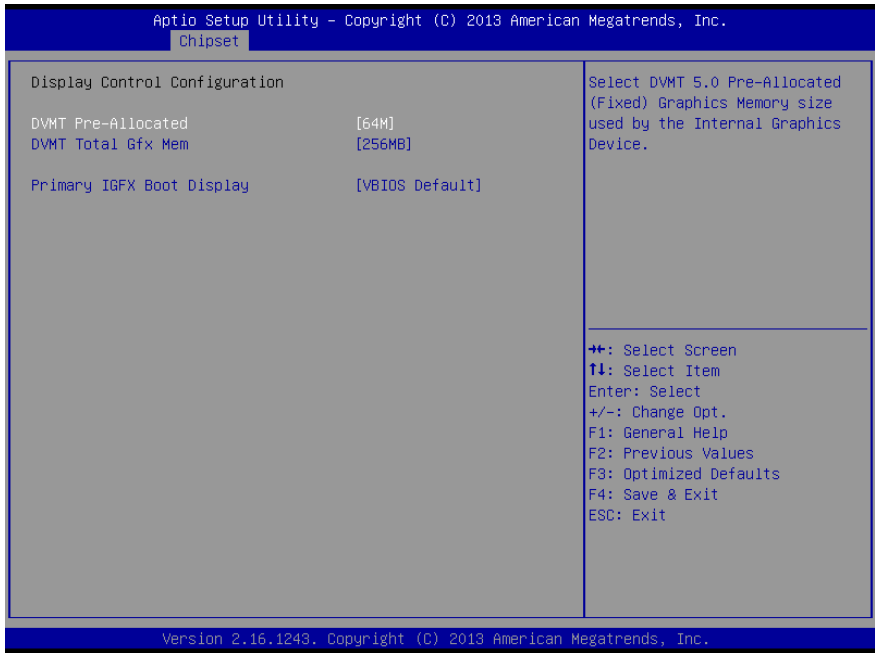 Aptio Setup Utility – Copyright (C) 2013 American Megatrends, Inc.
Chipset
Display Control Configuration
DVMT Pre-Allocated [64M]
DVMT Total Gfx Mem [256MB]
Primary IGFX Boot Display [VBIOS Default]
Select DVMT 5.0 Pre-Allocated
(Fixed) Graphics Memory size
used by the Internal Graphics
Device.
→←: Select Screen
↑↓: Select Item
Enter: Select
+/-: Change Opt.
F1: General Help
F2: Previous Values
F3: Optimized Defaults
F4: Save & Exit
ESC: Exit
Version 2.16.1243. Copyright (C) 2013 American Megatrends, Inc.